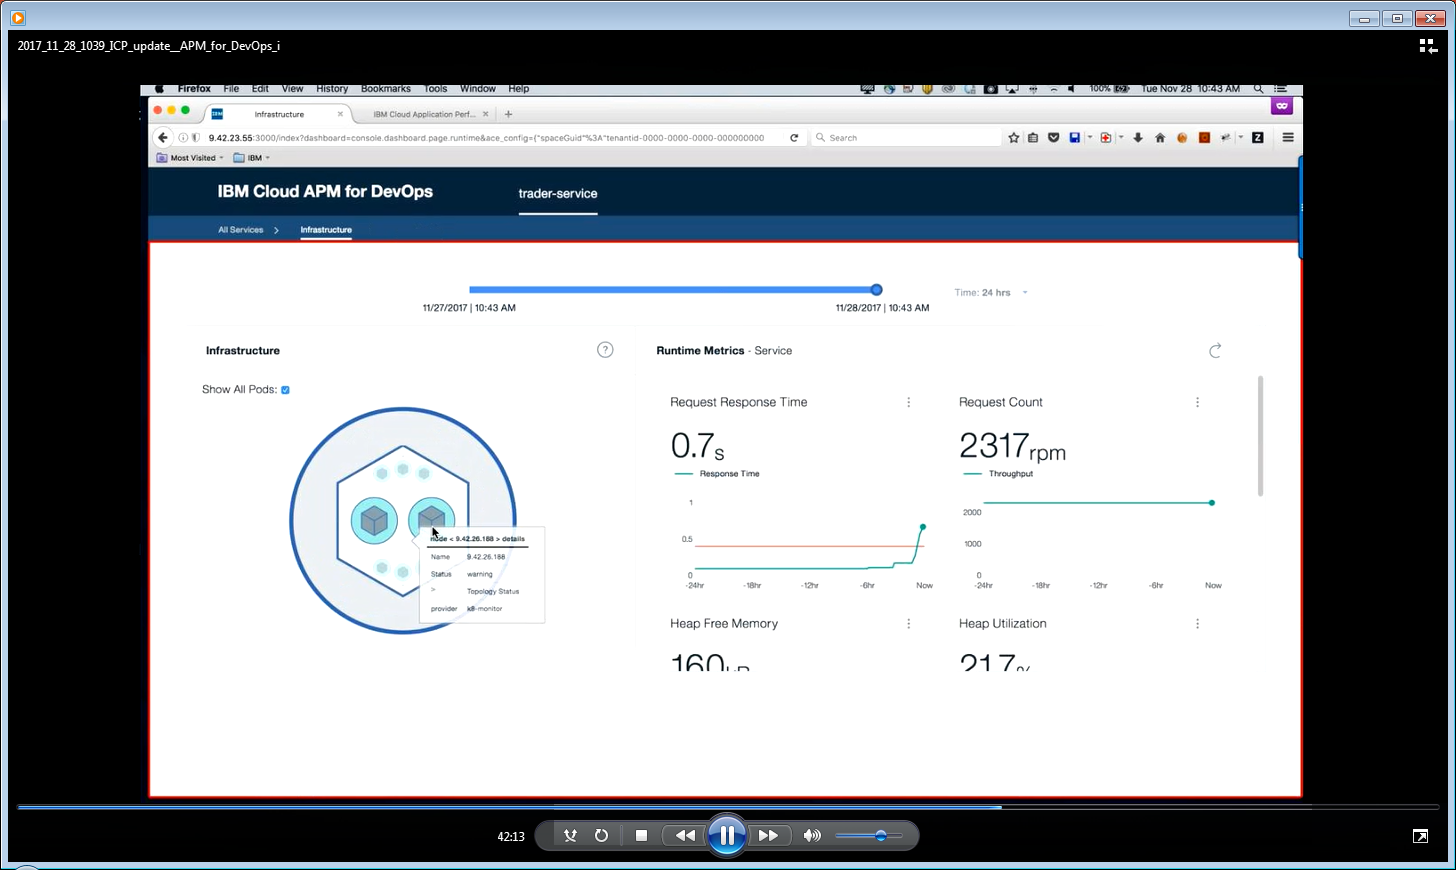 2017_11_28_1039_ICP_update__APM_for_DevOps_i
Firefox File Edit View History Bookmarks Tools Window Help
100% Tue Nov 28 10:43 AM
Infrastructure
IBM Cloud Application Perf...
9.42.23.55:3000/index?dashboard=console.dashboard.page.runtime&ace_config={"spaceGuid"%3A"tenantid-0000-0000-0000-000000000
Search
Most Visited
IBM
IBM Cloud APM for DevOps
trader-service
All Services > Infrastructure
11/27/2017 | 10:43 AM
11/28/2017 | 10:43 AM
Time: 24 hrs
Infrastructure
?
Show All Pods:
node < 9.42.26.188 > details
Name 9.42.26.188
Status warning
> Topology Status
provider k8-monitor
Runtime Metrics - Service
Request Response Time
0.7s
Response Time
1
0.5
0
-24hr -18hr -12hr -6hr Now
Request Count
2317rpm
Throughput
2000
1000
0
-24hr -18hr -12hr -6hr Now
Heap Free Memory
160
Heap Utilization
21.7%
42:13